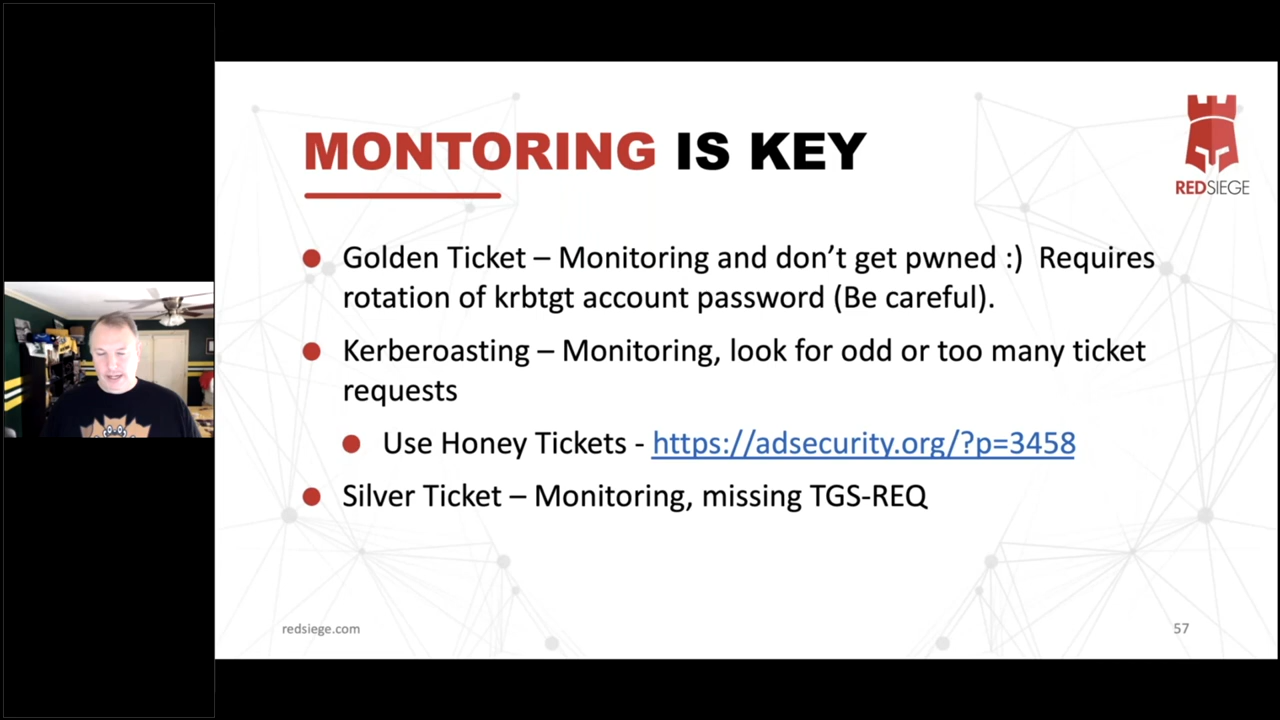 MONTORING IS KEY
REDSIEGE
Golden Ticket – Monitoring and don’t get pwned :)  Requires
rotation of krbtgt account password (Be careful).
Kerberoasting – Monitoring, look for odd or too many ticket
requests
Use Honey Tickets - https://adsecurity.org/?p=3458
Silver Ticket – Monitoring, missing TGS-REQ
redsiege.com
57